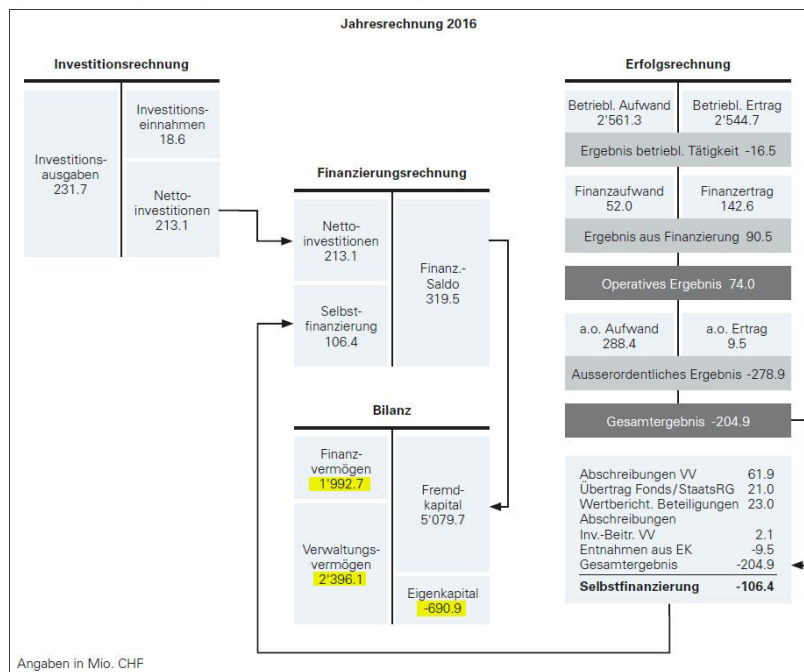 Jahresrechnung 2016
Investitionsrechnung
Investitions-
ausgaben
231.7
Investitions-
einnahmen
18.6
Netto-
investitionen
213.1
Finanzierungsrechnung
Netto-
investitionen
213.1
Selbst-
finanzierung
106.4
Finanz.-
Saldo
319.5
Bilanz
Finanz-
vermögen
1'992.7
Verwaltungs-
vermögen
2'396.1
Fremd-
kapital
5'079.7
Eigenkapital
-690.9
Erfolgsrechnung
Betriebl. Aufwand
2'561.3
Betriebl. Ertrag
2'544.7
Ergebnis betriebl. Tätigkeit -16.5
Finanzaufwand
52.0
Finanzertrag
142.6
Ergebnis aus Finanzierung 90.5
Operatives Ergebnis 74.0
a.o. Aufwand
288.4
a.o. Ertrag
9.5
Ausserordentliches Ergebnis -278.9
Gesamtergebnis -204.9
Abschreibungen VV 61.9
Übertrag Fonds/StaatsRG 21.0
Wertbericht. Beteiligungen 23.0
Abschreibungen
Inv.-Beitr. VV 2.1
Entnahmen aus EK -9.5
Gesamtergebnis -204.9
Selbstfinanzierung -106.4
Angaben in Mio. CHF